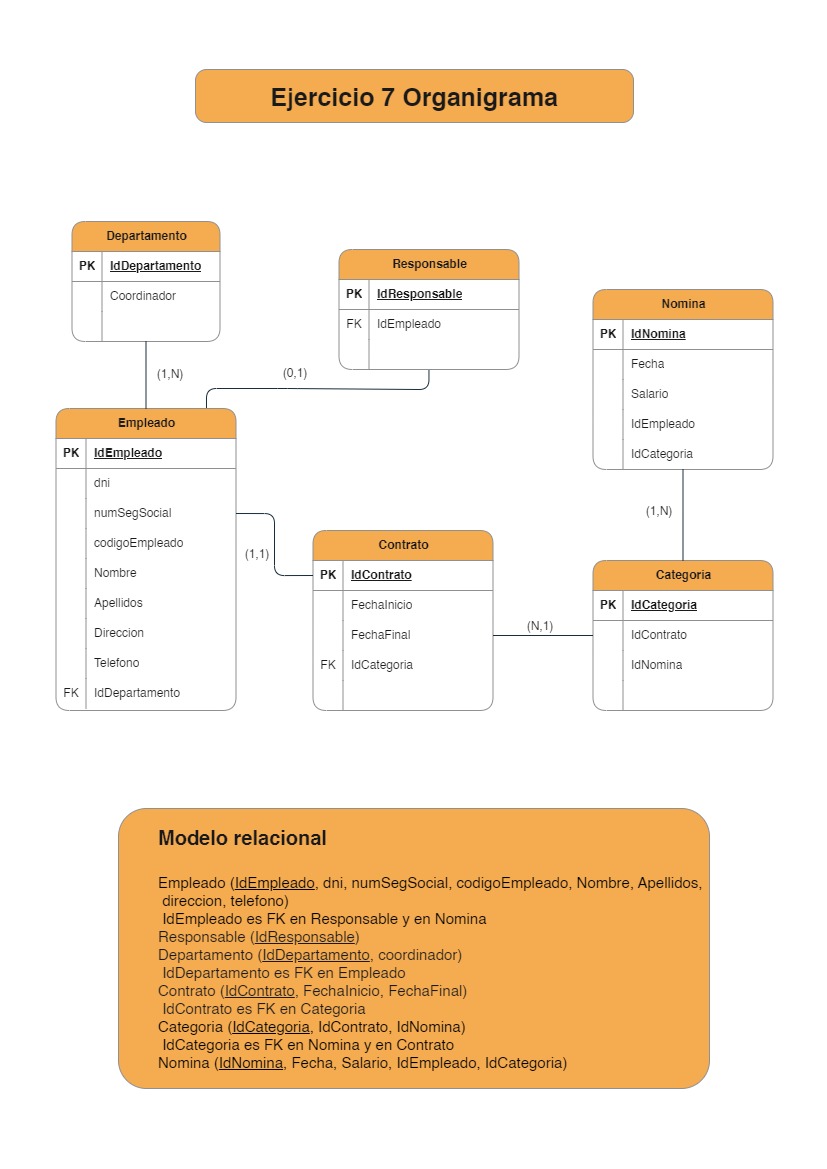 Ejercicio 7 Organigrama
Departamento
PK IdDepartamento
Coordinador
Responsable
PK IdResponsable
FK IdEmpleado
Nomina
PK IdNomina
Fecha
Salario
IdEmpleado
IdCategoria
(1,N)
(0,1)
Empleado
PK IdEmpleado
dni
numSegSocial
codigoEmpleado
Nombre
Apellidos
Direccion
Telefono
FK IdDepartamento
(1,1)
Contrato
PK IdContrato
FechaInicio
FechaFinal
FK IdCategoria
(N,1)
(1,N)
Categoria
PK IdCategoria
IdContrato
IdNomina
Modelo relacional
Empleado (IdEmpleado, dni, numSegSocial, codigoEmpleado, Nombre, Apellidos,
direccion, telefono)
IdEmpleado es FK en Responsable y en Nomina
Responsable (IdResponsable)
Departamento (IdDepartamento, coordinador)
IdDepartamento es FK en Empleado
Contrato (IdContrato, FechaInicio, FechaFinal)
IdContrato es FK en Categoria
Categoria (IdCategoria, IdContrato, IdNomina)
IdCategoria es FK en Nomina y en Contrato
Nomina (IdNomina, Fecha, Salario, IdEmpleado, IdCategoria)